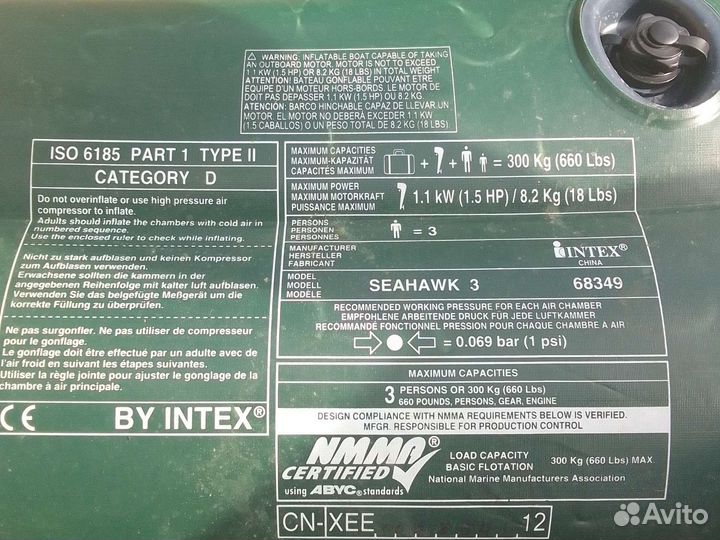 WARNING: INFLATABLE BOAT CAPABLE OF TAKING
AN OUTBOARD MOTOR. MOTOR IS NOT TO EXCEED
1.1 KW (1.5 HP) OR 8.2 KG (18 LBS) IN TOTAL WEIGHT
ATTENTION! BATEAU GONFLABLE POUVANT ÊTRE
EQUIPE D'UN MOTEUR HORS-BORDS. LE MOTOR DE
DOIT PAS DEPASSER 1.1 KW (1.5 HP) OR 8.2 KG (18 LBS)
ATENCIÓN: BARCO HINCHABLE CAPAZ DE LLEVAR UN
MOTOR. EL MOTOR NO DEBERÁ EXCEDER 1.1 KW
(1.5 CABALLOS) O UN PESO TOTAL DE 8.2 KG (18 LBS)
ISO 6185 PART 1 TYPE II
CATEGORY D
Do not overinflate or use high pressure air
compressor to inflate.
Adults should inflate the chambers with cold air in
numbered sequence.
Use the enclosed ruler to check while inflating.
Nicht zu stark aufblasen und keinen Kompressor
zum Aufblasen verwenden.
Erwachsene sollten die kammern in der
angegebenen Reihenfolge mit kalter luft aufblasen.
Verwenden Sie das beigefügte Meßgerät um die
korrekte Füllung zu überprüfen.
Ne pas surgonfler. Ne pas utiliser de compresseur
pour le gonflage.
Le gonflage doit être effectué par un adulte avec de
l'air froid en suivant les étapes suivantes.
Utiliser la règle jointe pour ajuster le gonglage de la
chambre à air principale.
CE BY INTEX®
MAXIMUM CAPACITIES
MAXIMUM-KAPAZITÄT
CAPACITÉS MAXIMUM
+ + = 300 Kg (660 Lbs)
MAXIMUM POWER
MAXIMUM MOTORKRAFT
PUISSANCE MAXIMUM
1.1 kW (1.5 HP) / 8.2 Kg (18 Lbs)
PERSONS
PERSONEN
PERSONNES
= 3
MANUFACTURER
HERSTELLER
FABRICANT
INTEX®
CHINA
MODEL
MODELL
MODÈLE
SEAHAWK 3 68349
RECOMMENDED WORKING PRESSURE FOR EACH AIR CHAMBER
EMPFOHLENE ARBEITENDE DRUCK FÜR JEDE LUFTKAMMER
RECOMMANDÉE FONCTIONNEL PRESSION POUR CHAQUE CHAMBRE A AIR
= 0.069 bar (1 psi)
MAXIMUM CAPACITIES
3 PERSONS OR 300 Kg (660 Lbs)
660 POUNDS, PERSONS, GEAR, ENGINE
DESIGN COMPLIANCE WITH NMMA REQUIREMENTS BELOW IS VERIFIED.
MFGR. RESPONSIBLE FOR PRODUCTION CONTROL
NMMA®
CERTIFIED
using ABYC® standards
LOAD CAPACITY
BASIC FLOTATION 300 Kg (660 Lbs) MAX
National Marine Manufacturers Association
CN-XEE 12
Avito